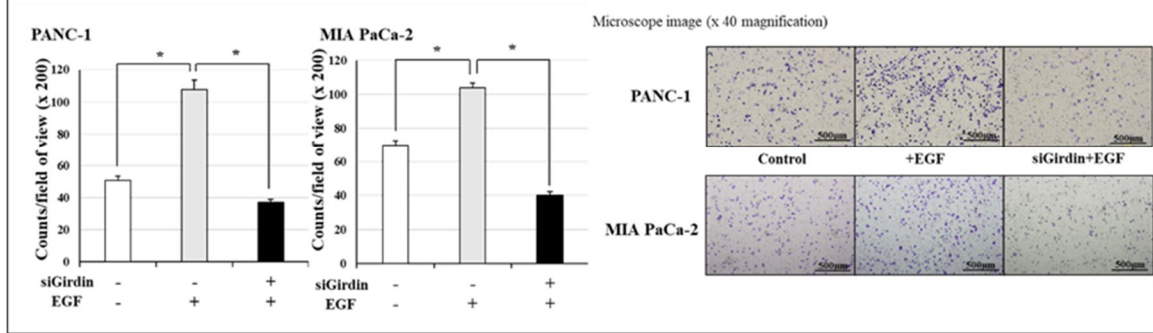 PANC-1
* *
Counts/field of view (x 200)
120
100
80
60
40
20
0
siGirdin - - +
EGF - + +
MIA PaCa-2
* *
Counts/field of view (x 200)
120
100
80
60
40
20
0
siGirdin - - +
EGF - + +
Microscope image (x 40 magnification)
PANC-1
500μm 500μm 500μm
Control +EGF siGirdin+EGF
MIA PaCa-2
500μm 500μm 500μm